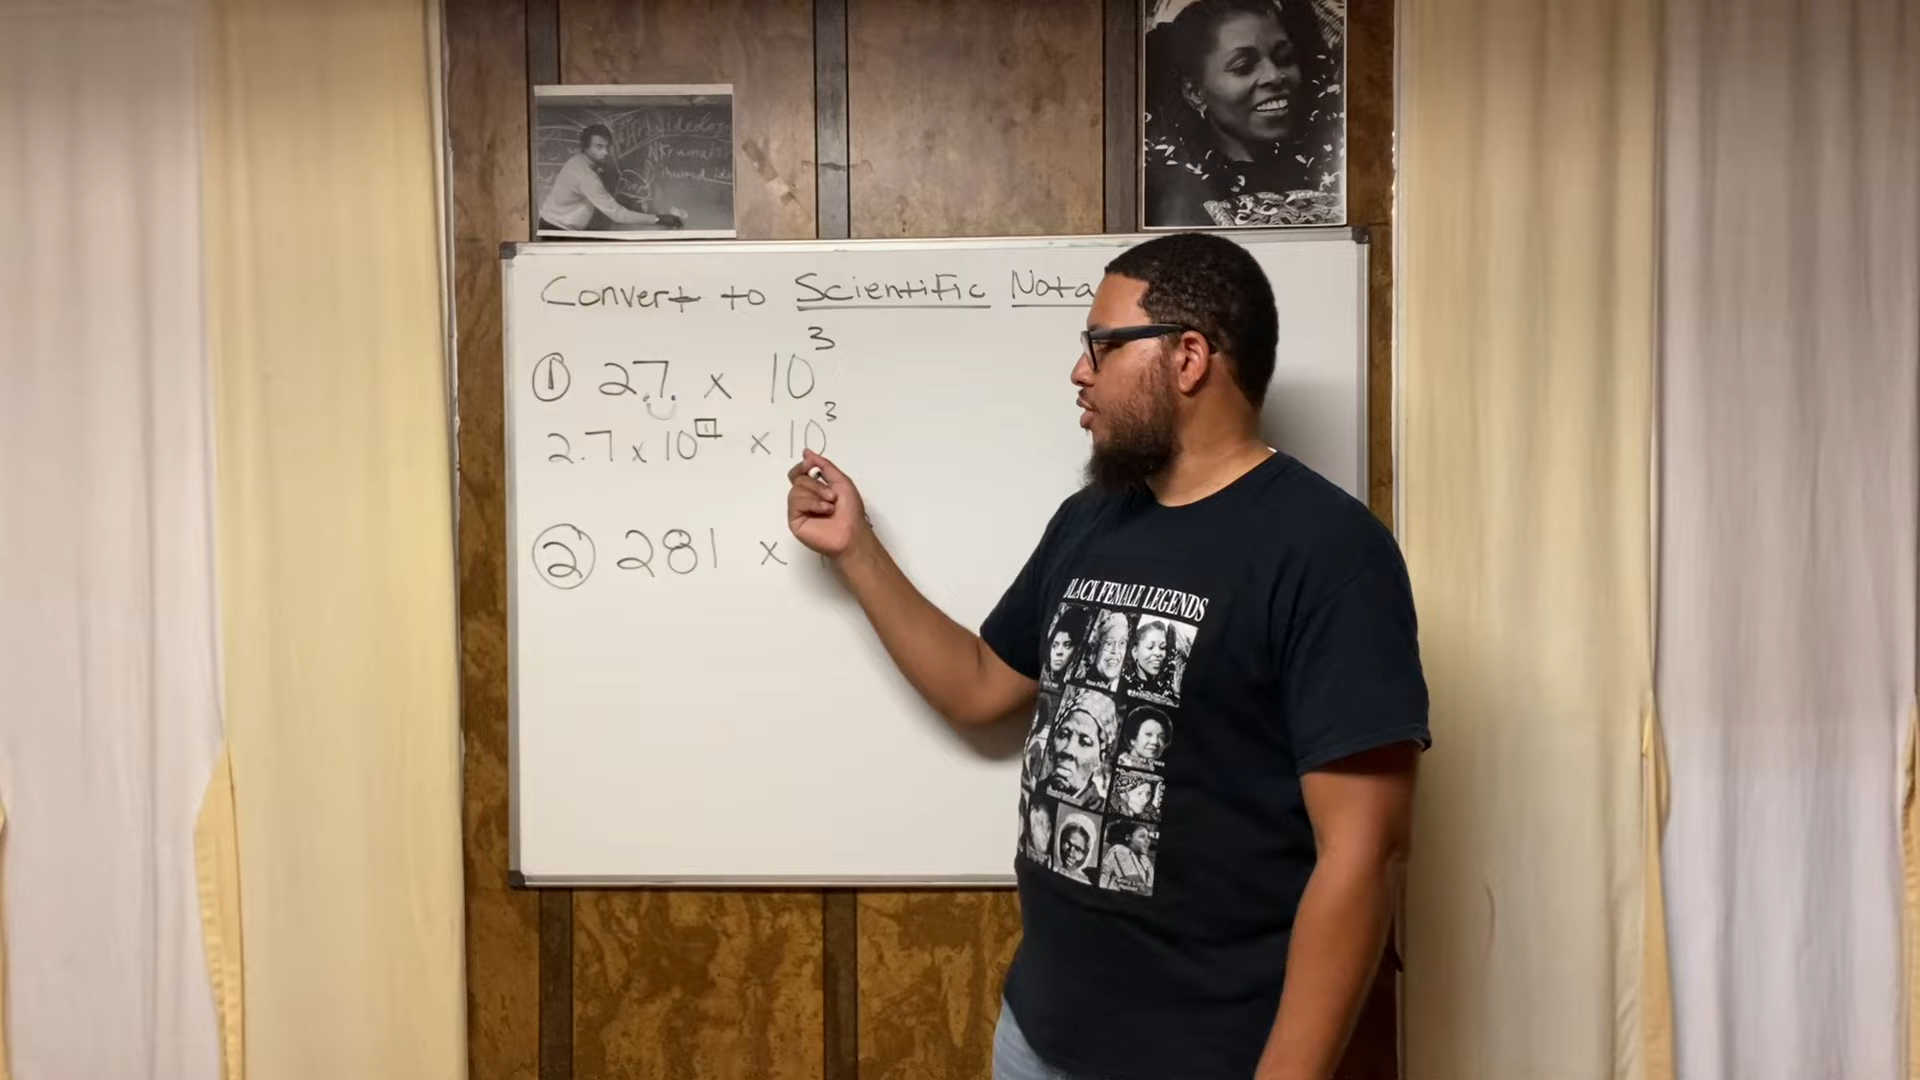 Convert to Scientific Nota
① 27. x 10³
2.7 x 10¹ x 10³
② 281 x
BLACK FEMALE LEGENDS